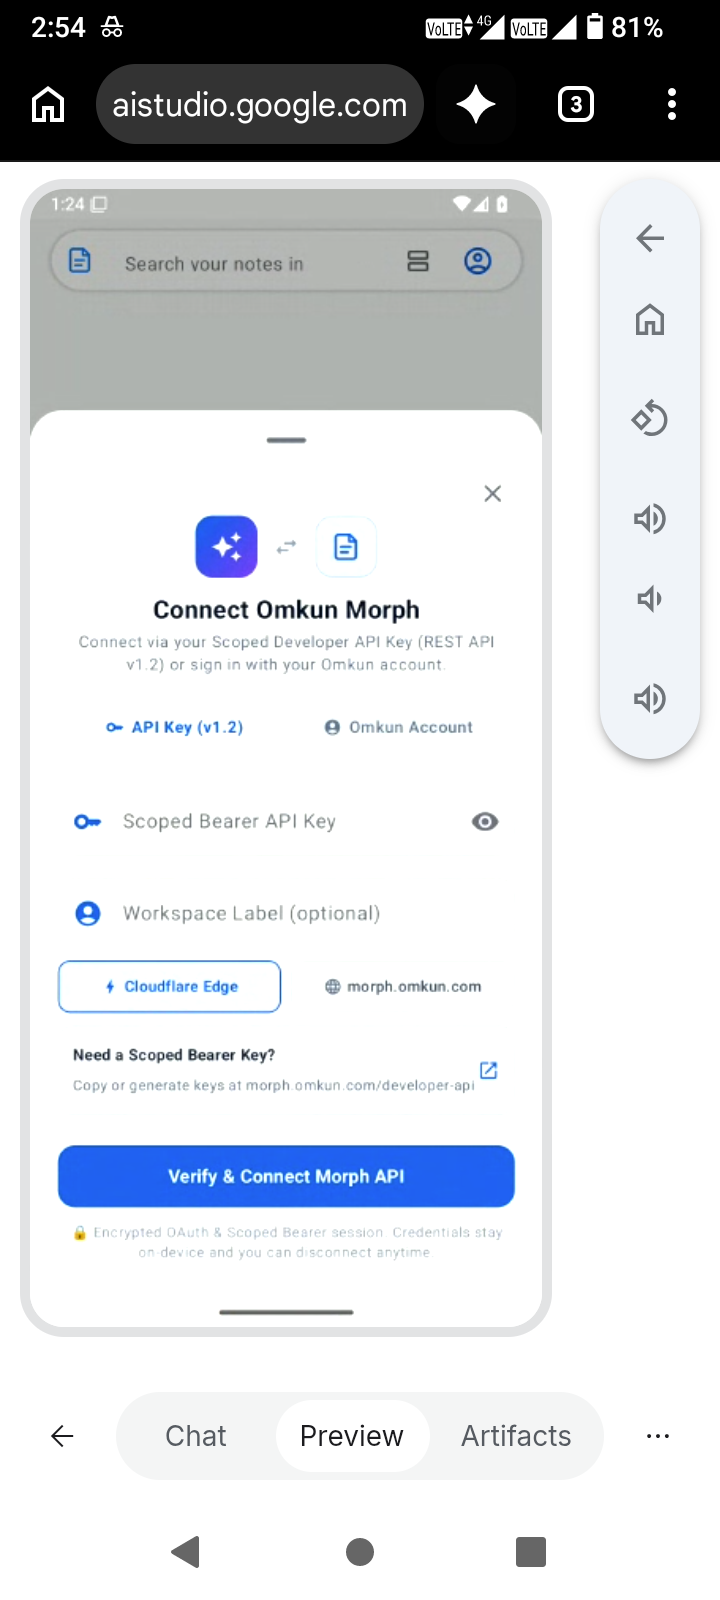 2:54
VoLTE 4G VoLTE 81%
aistudio.google.com
3
1:24
Search your notes in
Connect Omkun Morph
Connect via your Scoped Developer API Key (REST API
v1.2) or sign in with your Omkun account.
API Key (v1.2)
Omkun Account
Scoped Bearer API Key
Workspace Label (optional)
Cloudflare Edge
morph.omkun.com
Need a Scoped Bearer Key?
Copy or generate keys at morph.omkun.com/developer-api
Verify & Connect Morph API
Encrypted OAuth & Scoped Bearer session. Credentials stay
on-device and you can disconnect anytime.
Chat
Preview
Artifacts